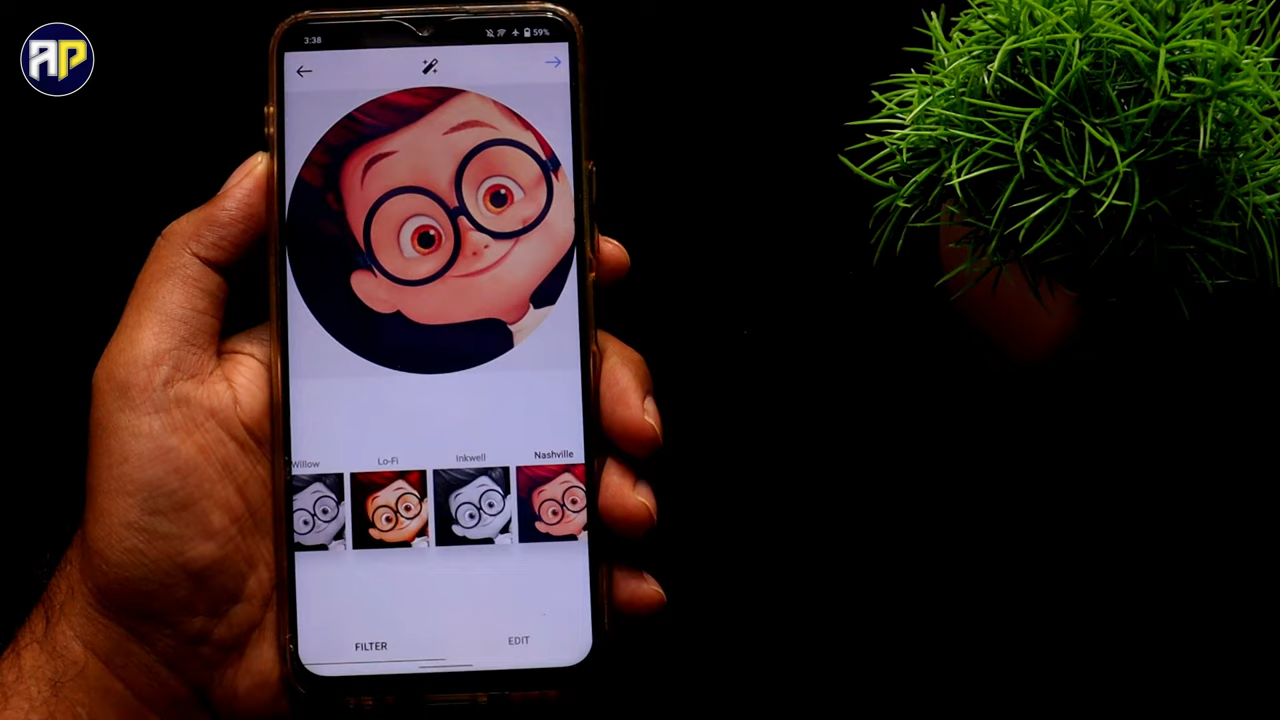 AP
3:38
59%
Willow
Lo-Fi
Inkwell
Nashville
FILTER
EDIT